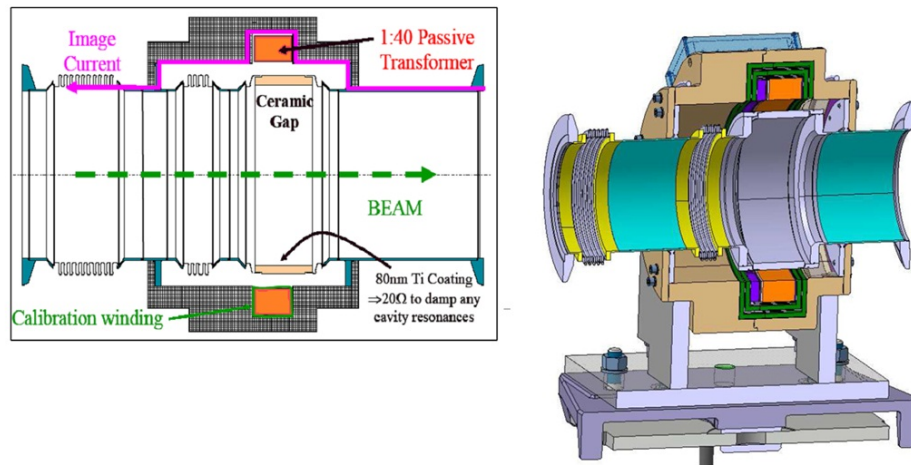 Image
Current
1:40 Passive
Transformer
Ceramic
Gap
BEAM
Calibration winding
80nm Ti Coating
⇒20Ω to damp any
cavity resonances